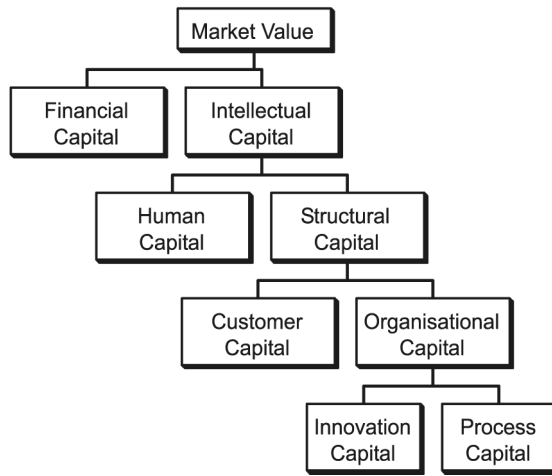 Market Value
Financial
Capital
Intellectual
Capital
Human
Capital
Structural
Capital
Customer
Capital
Organisational
Capital
Innovation
Capital
Process
Capital